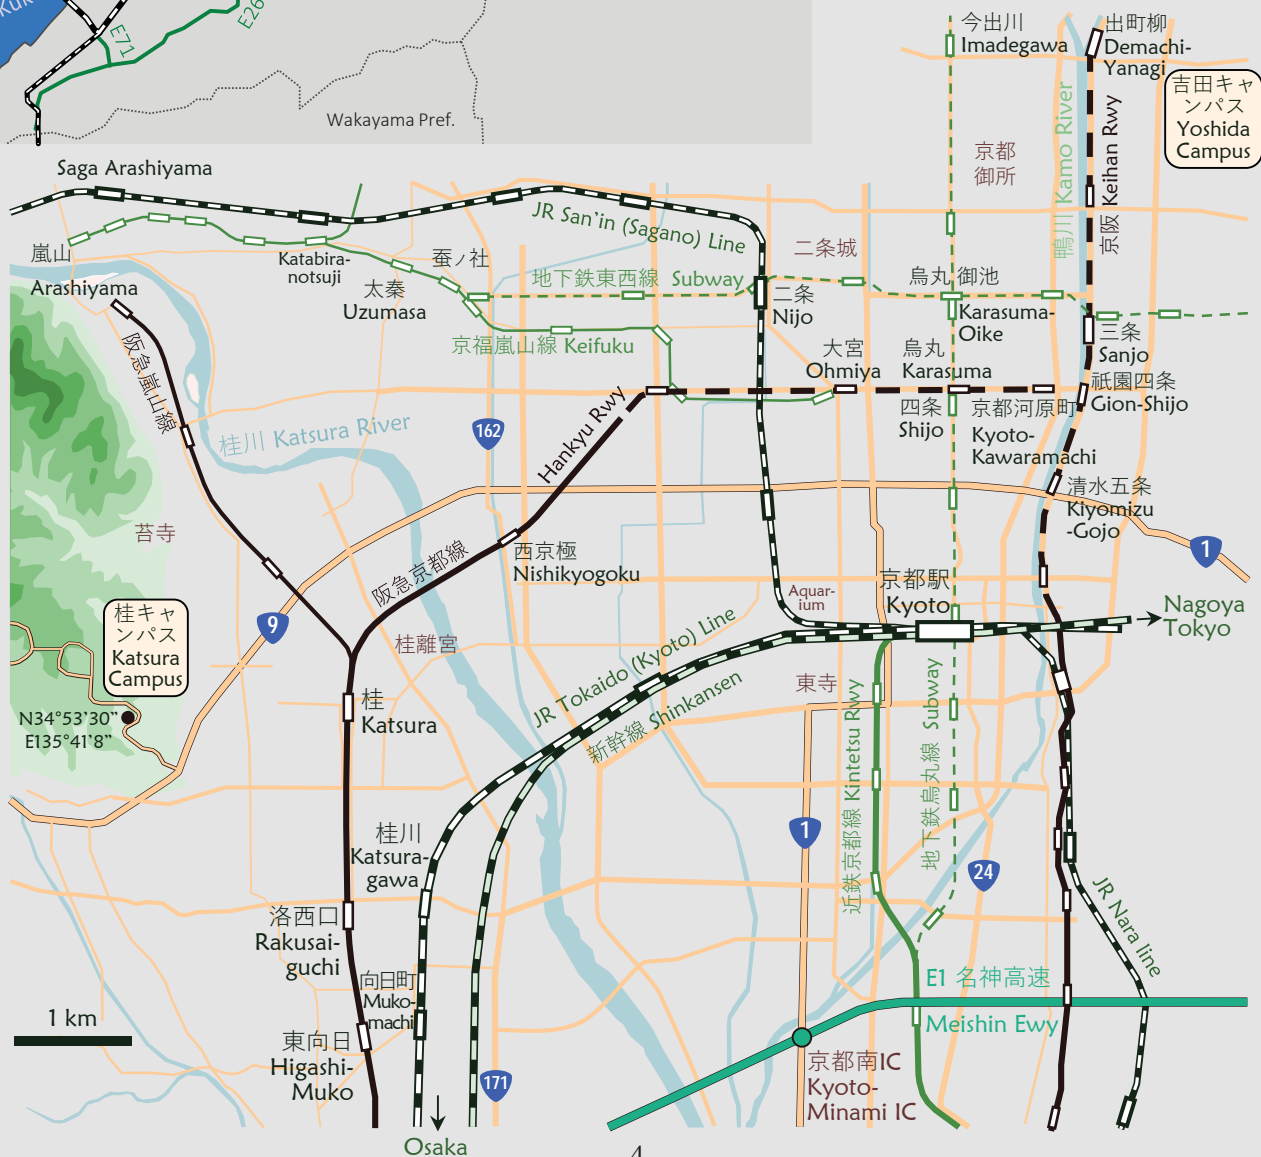 Kuk
E71
E26
Wakayama Pref.
今出川
Imadegawa
出町柳
Demachi-
Yanagi
吉田キャ
ンパス
Yoshida
Campus
京都
御所
鴨川 Kamo River
京阪 Keihan Rwy
Saga Arashiyama
JR San'in (Sagano) Line
嵐山
Arashiyama
Katabira-
notsuji
太秦
Uzumasa
蚕ノ社
地下鉄東西線 Subway
二条城
二条
Nijo
烏丸 御池
Karasuma-
Oike
三条
Sanjo
京福嵐山線 Keifuku
大宮
Ohmiya
烏丸
Karasuma
四条
Shijo
京都河原町
Kyoto-
Kawaramachi
祇園四条
Gion-Shijo
阪急嵐山線
桂川 Katsura River
162
Hankyu Rwy
清水五条
Kiyomizu
-Gojo
1
苔寺
阪急京都線
西京極
Nishikyogoku
Aquar-
ium
京都駅
Kyoto
Nagoya
Tokyo
桂キャ
ンパス
Katsura
Campus
9
桂離宮
JR Tokaido (Kyoto) Line
新幹線 Shinkansen
東寺
N34°53'30”
E135°41'8”
桂
Katsura
近鉄京都線 Kintetsu Rwy
地下鉄烏丸線 Subway
1
24
桂川
Katsura-
gawa
JR Nara line
洛西口
Rakusai-
guchi
向日町
Muko-
machi
E1 名神高速
Meishin Ewy
1 km
東向日
Higashi-
Muko
171
京都南IC
Kyoto-
Minami IC
Osaka
4